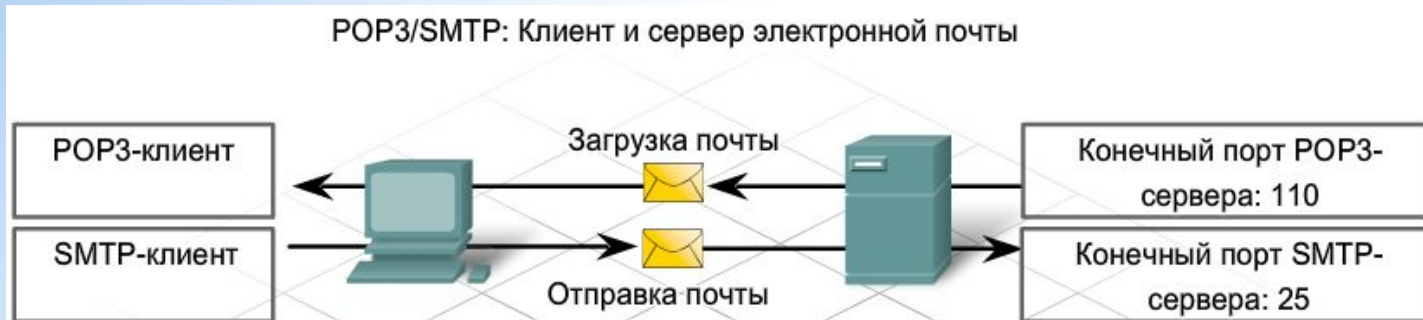 POP3/SMTP: Клиент и сервер электронной почты
POP3-клиент
Загрузка почты
Конечный порт POP3-
сервера: 110
SMTP-клиент
Отправка почты
Конечный порт SMTP-
сервера: 25